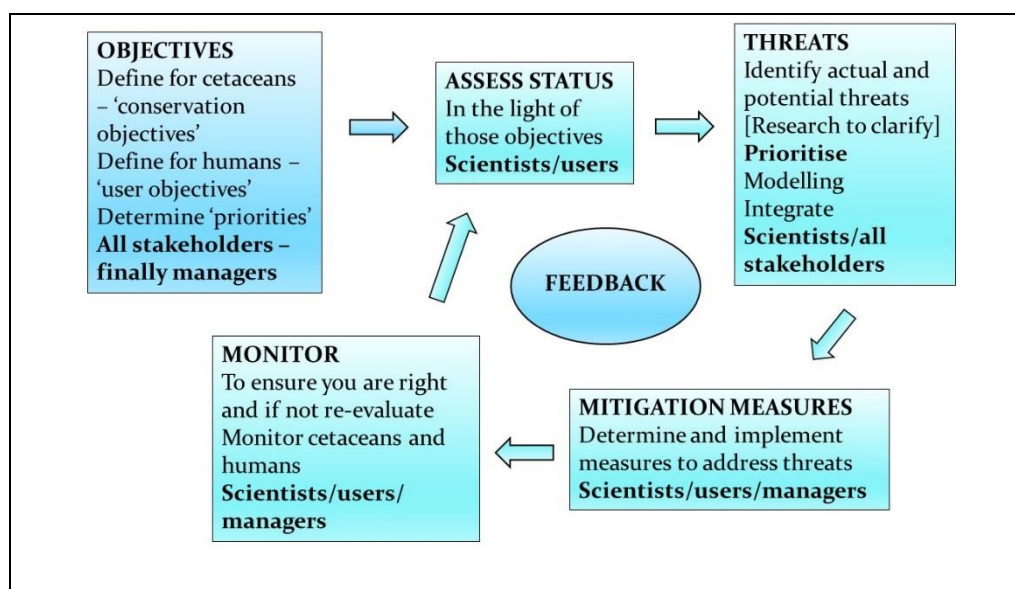 OBJECTIVES
Define for cetaceans
– ‘conservation
objectives’
Define for humans –
‘user objectives’
Determine ‘priorities’
All stakeholders –
finally managers
ASSESS STATUS
In the light of
those objectives
Scientists/users
THREATS
Identify actual and
potential threats
[Research to clarify]
Prioritise
Modelling
Integrate
Scientists/all
stakeholders
FEEDBACK
MITIGATION MEASURES
Determine and implement
measures to address threats
Scientists/users/managers
MONITOR
To ensure you are right
and if not re-evaluate
Monitor cetaceans and
humans
Scientists/users/
managers